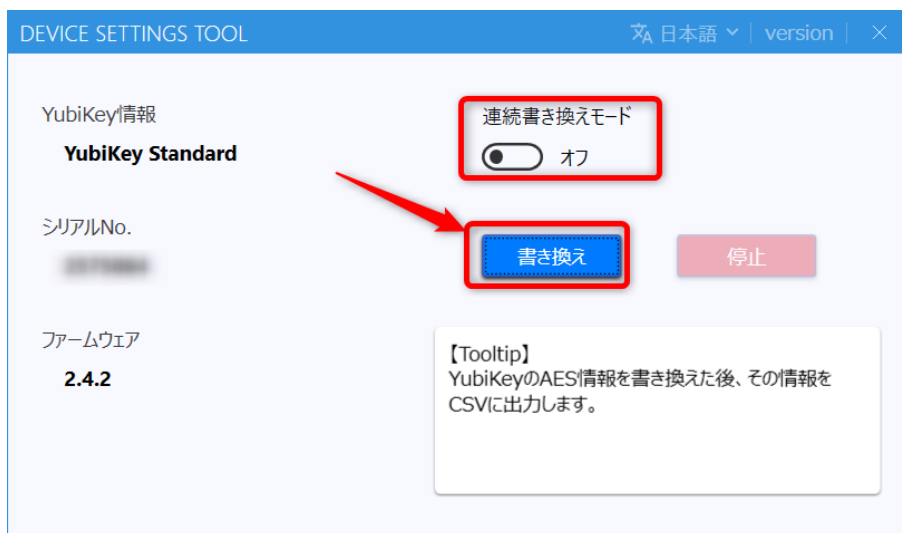 DEVICE SETTINGS TOOL
日本語
version
YubiKey情報
YubiKey Standard
連続書き換えモード
オフ
シリアルNo.
書き換え
停止
ファームウェア
2.4.2
【Tooltip】
YubiKeyのAES情報を書き換えた後、その情報を
CSVに出力します。